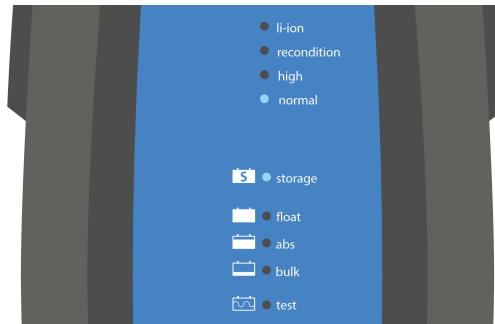 li-ion
recondition
high
normal
S storage
float
abs
bulk
test